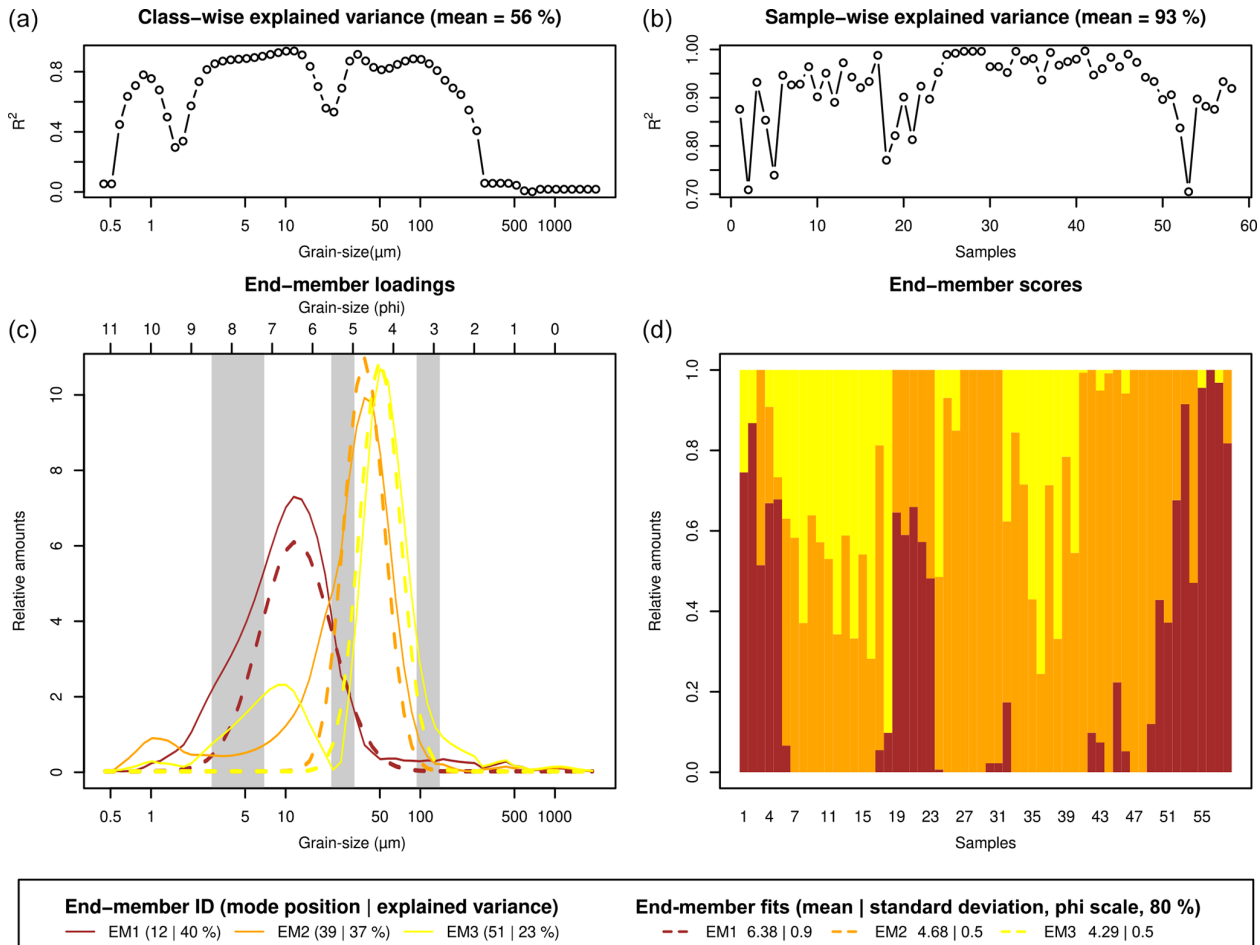 (a)
Class−wise explained variance (mean = 56 %)
R²
0.0 0.4 0.8
0.5 1 5 10 50 100 500 1000
Grain-size(µm)
(b)
Sample−wise explained variance (mean = 93 %)
R²
0.70 0.80 0.90 1.00
0 10 20 30 40 50 60
Samples
(c)
End−member loadings
Grain-size (phi)
11 10 9 8 7 6 5 4 3 2 1 0
Relative amounts
0 2 4 6 8 10
0.5 1 5 10 50 100 500 1000
Grain-size (µm)
(d)
End−member scores
Relative amounts
0.0 0.2 0.4 0.6 0.8 1.0
1 4 7 11 15 19 23 27 31 35 39 43 47 51 55
Samples
End−member ID (mode position | explained variance)
EM1 (12 | 40 %) EM2 (39 | 37 %) EM3 (51 | 23 %)
End−member fits (mean | standard deviation, phi scale, 80 %)
EM1 6.38 | 0.9 EM2 4.68 | 0.5 EM3 4.29 | 0.5